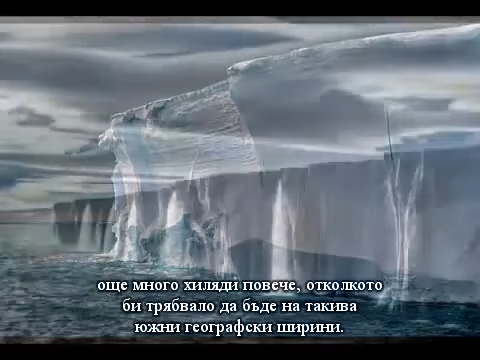 още много хиляди повече, отколкото
би трябвало да бъде на такива
южни географски ширини.